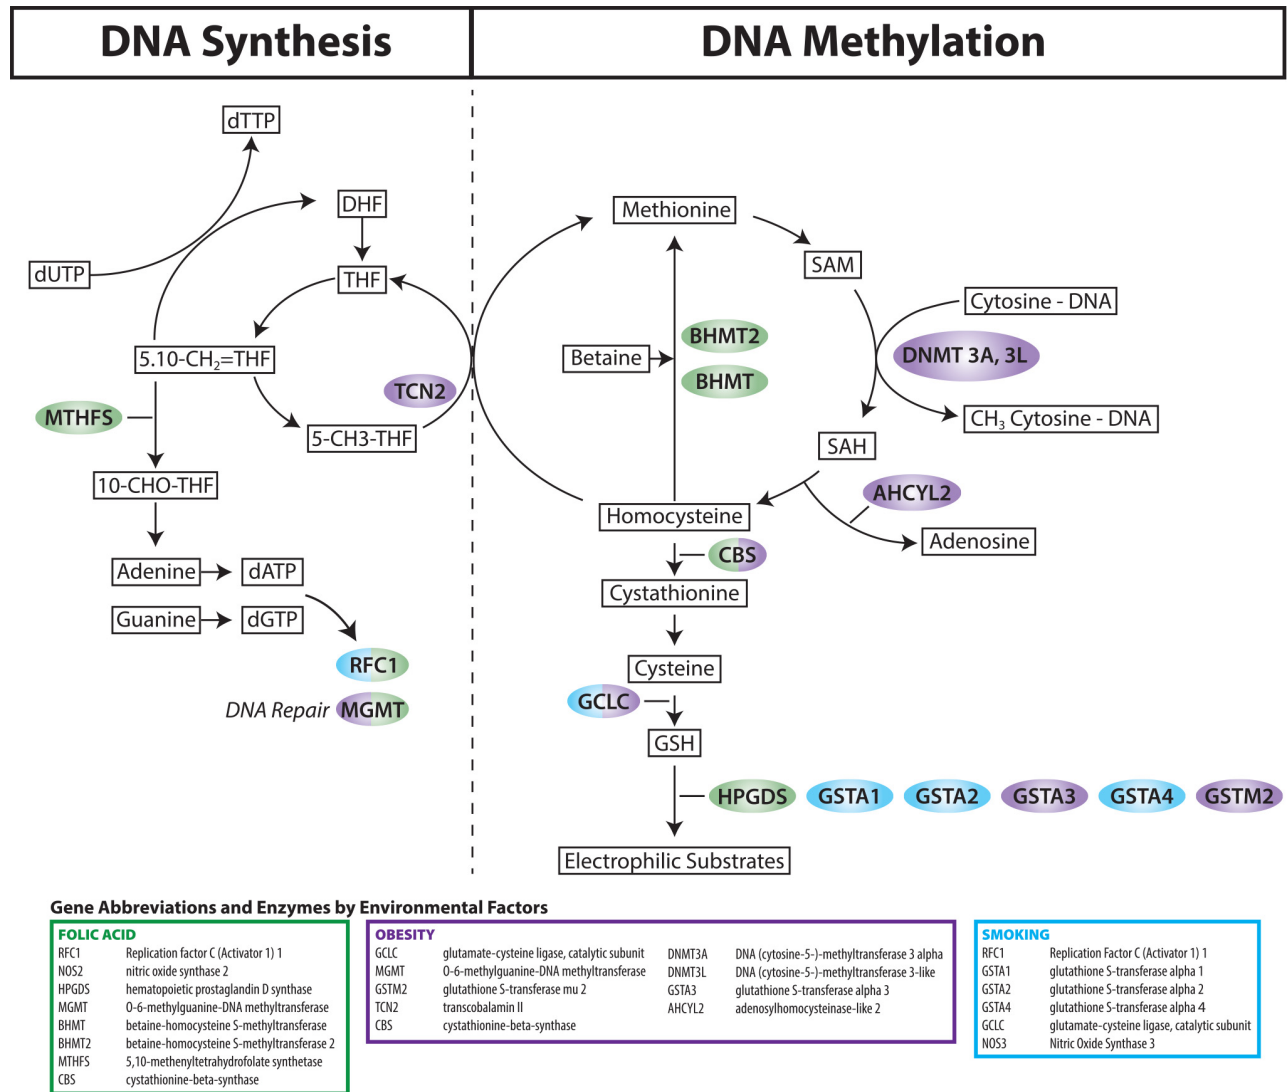 DNA Synthesis
DNA Methylation
dTTP
DHF
dUTP
THF
5.10-CH₂=THF
TCN2
MTHFS
5-CH3-THF
10-CHO-THF
Adenine
dATP
Guanine
dGTP
RFC1
DNA Repair MGMT
Methionine
SAM
Cytosine - DNA
BHMT2
Betaine
DNMT 3A, 3L
BHMT
CH₃ Cytosine - DNA
SAH
AHCYL2
Homocysteine
Adenosine
CBS
Cystathionine
Cysteine
GCLC
GSH
HPGDS
GSTA1
GSTA2
GSTA3
GSTA4
GSTM2
Electrophilic Substrates
Gene Abbreviations and Enzymes by Environmental Factors
FOLIC ACID
RFC1 Replication factor C (Activator 1) 1
NOS2 nitric oxide synthase 2
HPGDS hematopoietic prostaglandin D synthase
MGMT O-6-methylguanine-DNA methyltransferase
BHMT betaine-homocysteine S-methyltransferase
BHMT2 betaine-homocysteine S-methyltransferase 2
MTHFS 5,10-methenyltetrahydrofolate synthetase
CBS cystathionine-beta-synthase
OBESITY
GCLC glutamate-cysteine ligase, catalytic subunit
MGMT O-6-methylguanine-DNA methyltransferase
GSTM2 glutathione S-transferase mu 2
TCN2 transcobalamin II
CBS cystathionine-beta-synthase
DNMT3A DNA (cytosine-5-)-methyltransferase 3 alpha
DNMT3L DNA (cytosine-5-)-methyltransferase 3-like
GSTA3 glutathione S-transferase alpha 3
AHCYL2 adenosylhomocysteinase-like 2
SMOKING
RFC1 Replication Factor C (Activator 1) 1
GSTA1 glutathione S-transferase alpha 1
GSTA2 glutathione S-transferase alpha 2
GSTA4 glutathione S-transferase alpha 4
GCLC glutamate-cysteine ligase, catalytic subunit
NOS3 Nitric Oxide Synthase 3